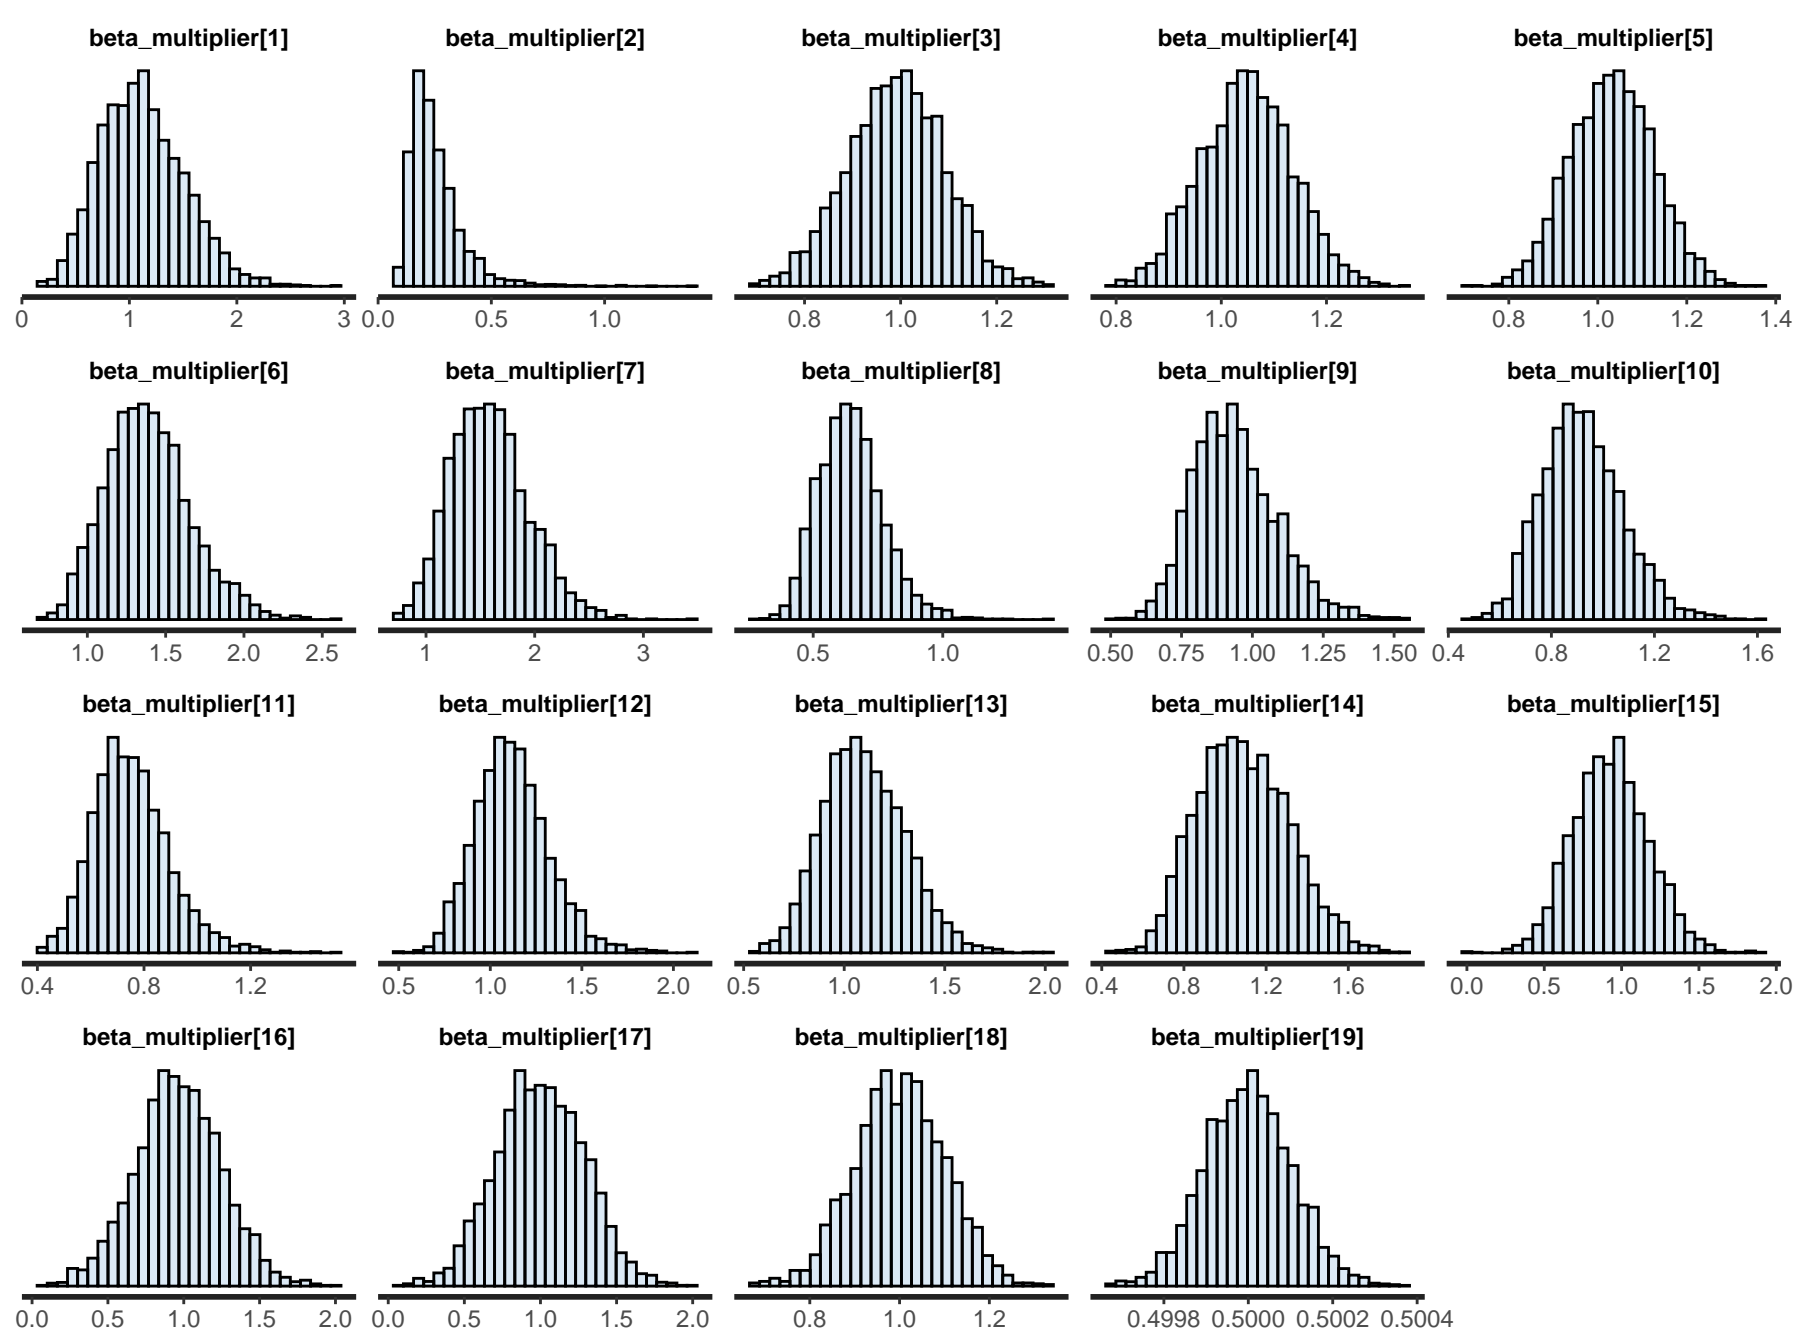 beta_multiplier[1] beta_multiplier[2] beta_multiplier[3] beta_multiplier[4] beta_multiplier[5]
0 1 2 3 0.0 0.5 1.0 0.8 1.0 1.2 0.8 1.0 1.2 0.8 1.0 1.2 1.4
beta_multiplier[6] beta_multiplier[7] beta_multiplier[8] beta_multiplier[9] beta_multiplier[10]
1.0 1.5 2.0 2.5 1 2 3 0.5 1.0 0.50 0.75 1.00 1.25 1.50 0.4 0.8 1.2 1.6
beta_multiplier[11] beta_multiplier[12] beta_multiplier[13] beta_multiplier[14] beta_multiplier[15]
0.4 0.8 1.2 0.5 1.0 1.5 2.0 0.5 1.0 1.5 2.0 0.4 0.8 1.2 1.6 0.0 0.5 1.0 1.5 2.0
beta_multiplier[16] beta_multiplier[17] beta_multiplier[18] beta_multiplier[19]
0.0 0.5 1.0 1.5 2.0 0.0 0.5 1.0 1.5 2.0 0.8 1.0 1.2 0.4998 0.5000 0.5002 0.5004